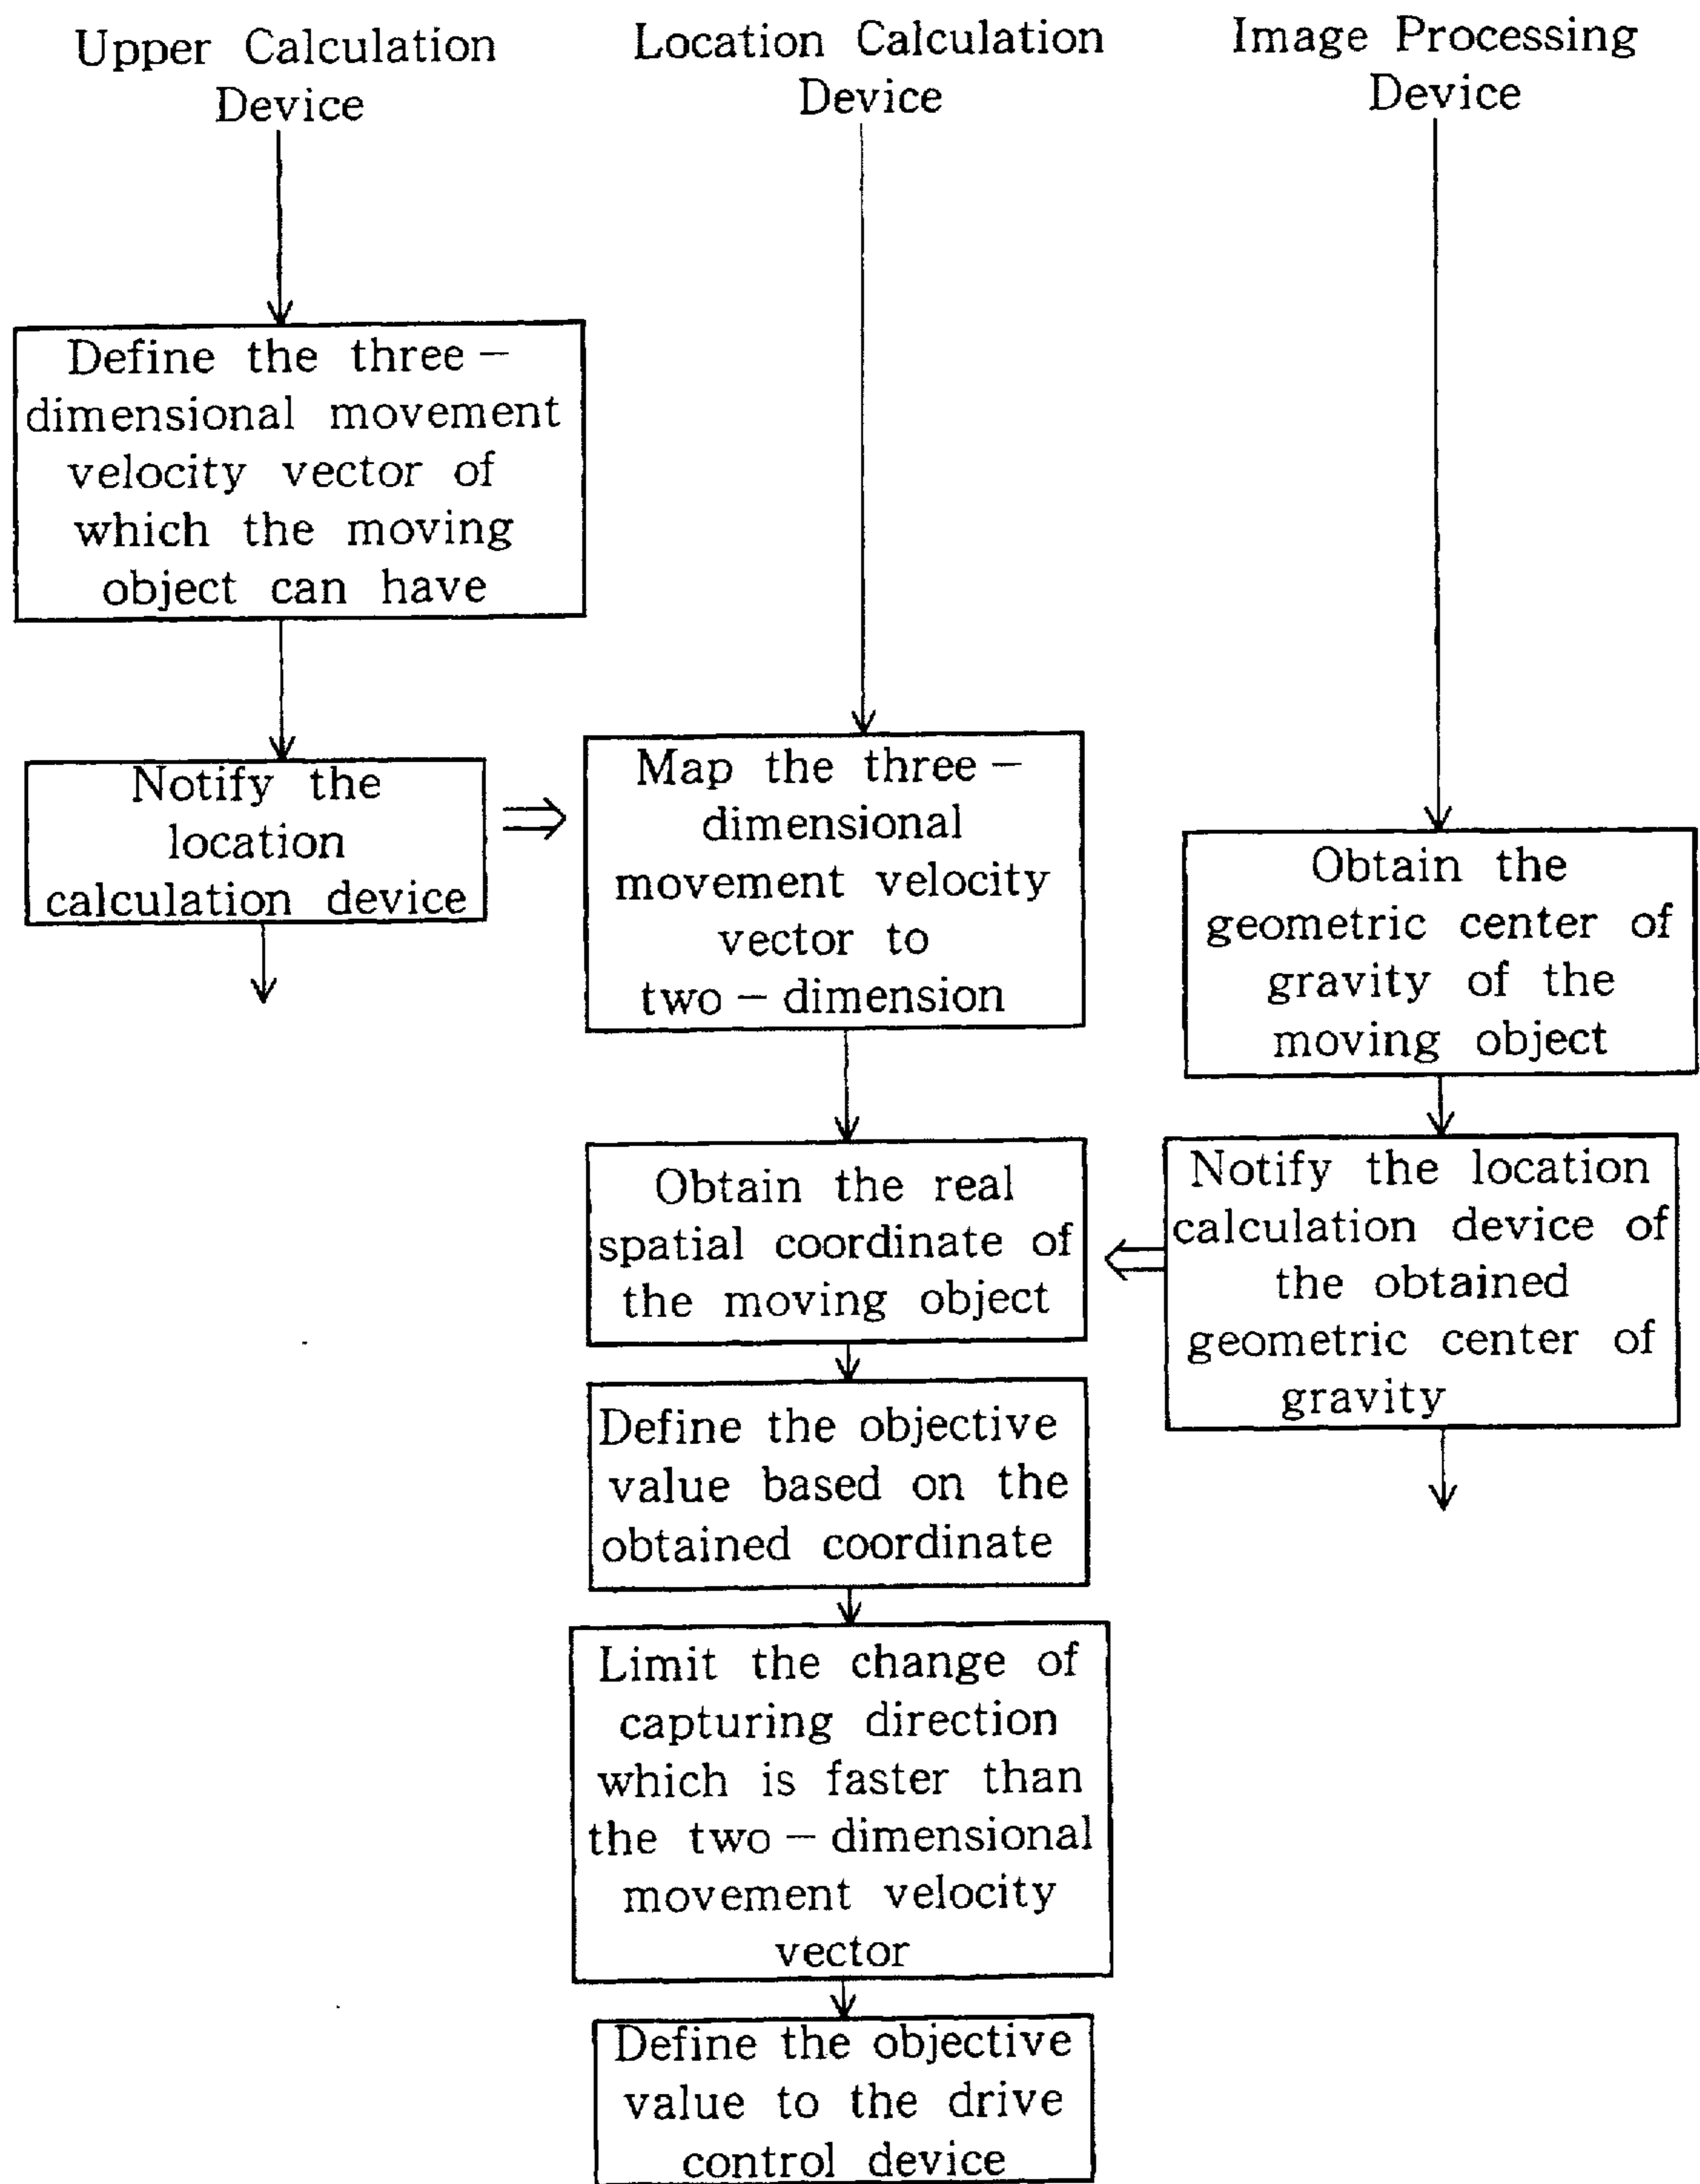 Upper Calculation
Device
Location Calculation
Device
Image Processing
Device
Define the three –
dimensional movement
velocity vector of
which the moving
object can have
Notify the
location
calculation device
Map the three –
dimensional
movement velocity
vector to
two – dimension
Obtain the
geometric center of
gravity of the
moving object
Obtain the real
spatial coordinate of
the moving object
Notify the location
calculation device of
the obtained
geometric center of
gravity
Define the objective
value based on the
obtained coordinate
Limit the change of
capturing direction
which is faster than
the two – dimensional
movement velocity
vector
Define the objective
value to the drive
control device